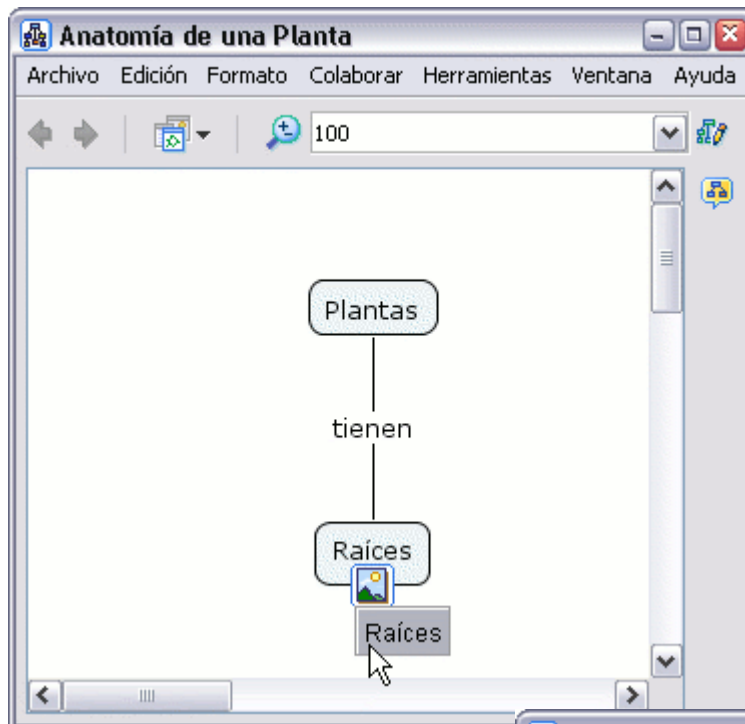 Anatomía de una Planta
Archivo Edición Formato Colaborar Herramientas Ventana Ayuda
100
Plantas
tienen
Raíces
Raíces